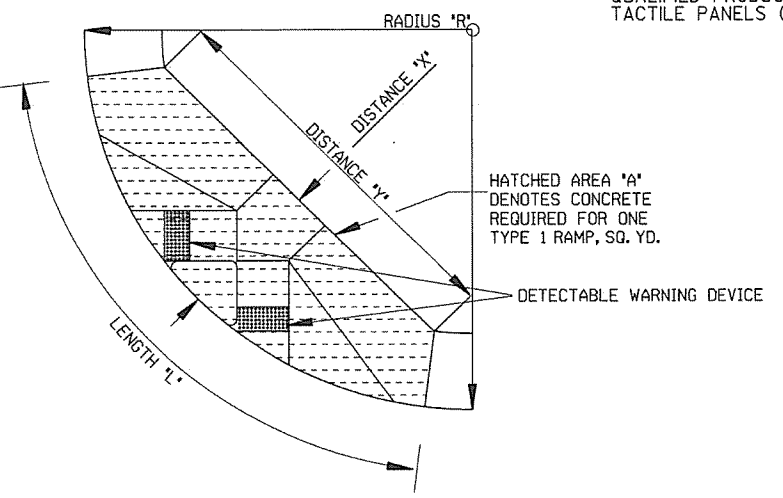 TACTILE PANELS (
RADIUS "R"
DISTANCE "X"
DISTANCE "Y"
HATCHED AREA "A"
DENOTES CONCRETE
REQUIRED FOR ONE
TYPE 1 RAMP, SQ. YD.
DETECTABLE WARNING DEVICE
LENGTH "L"